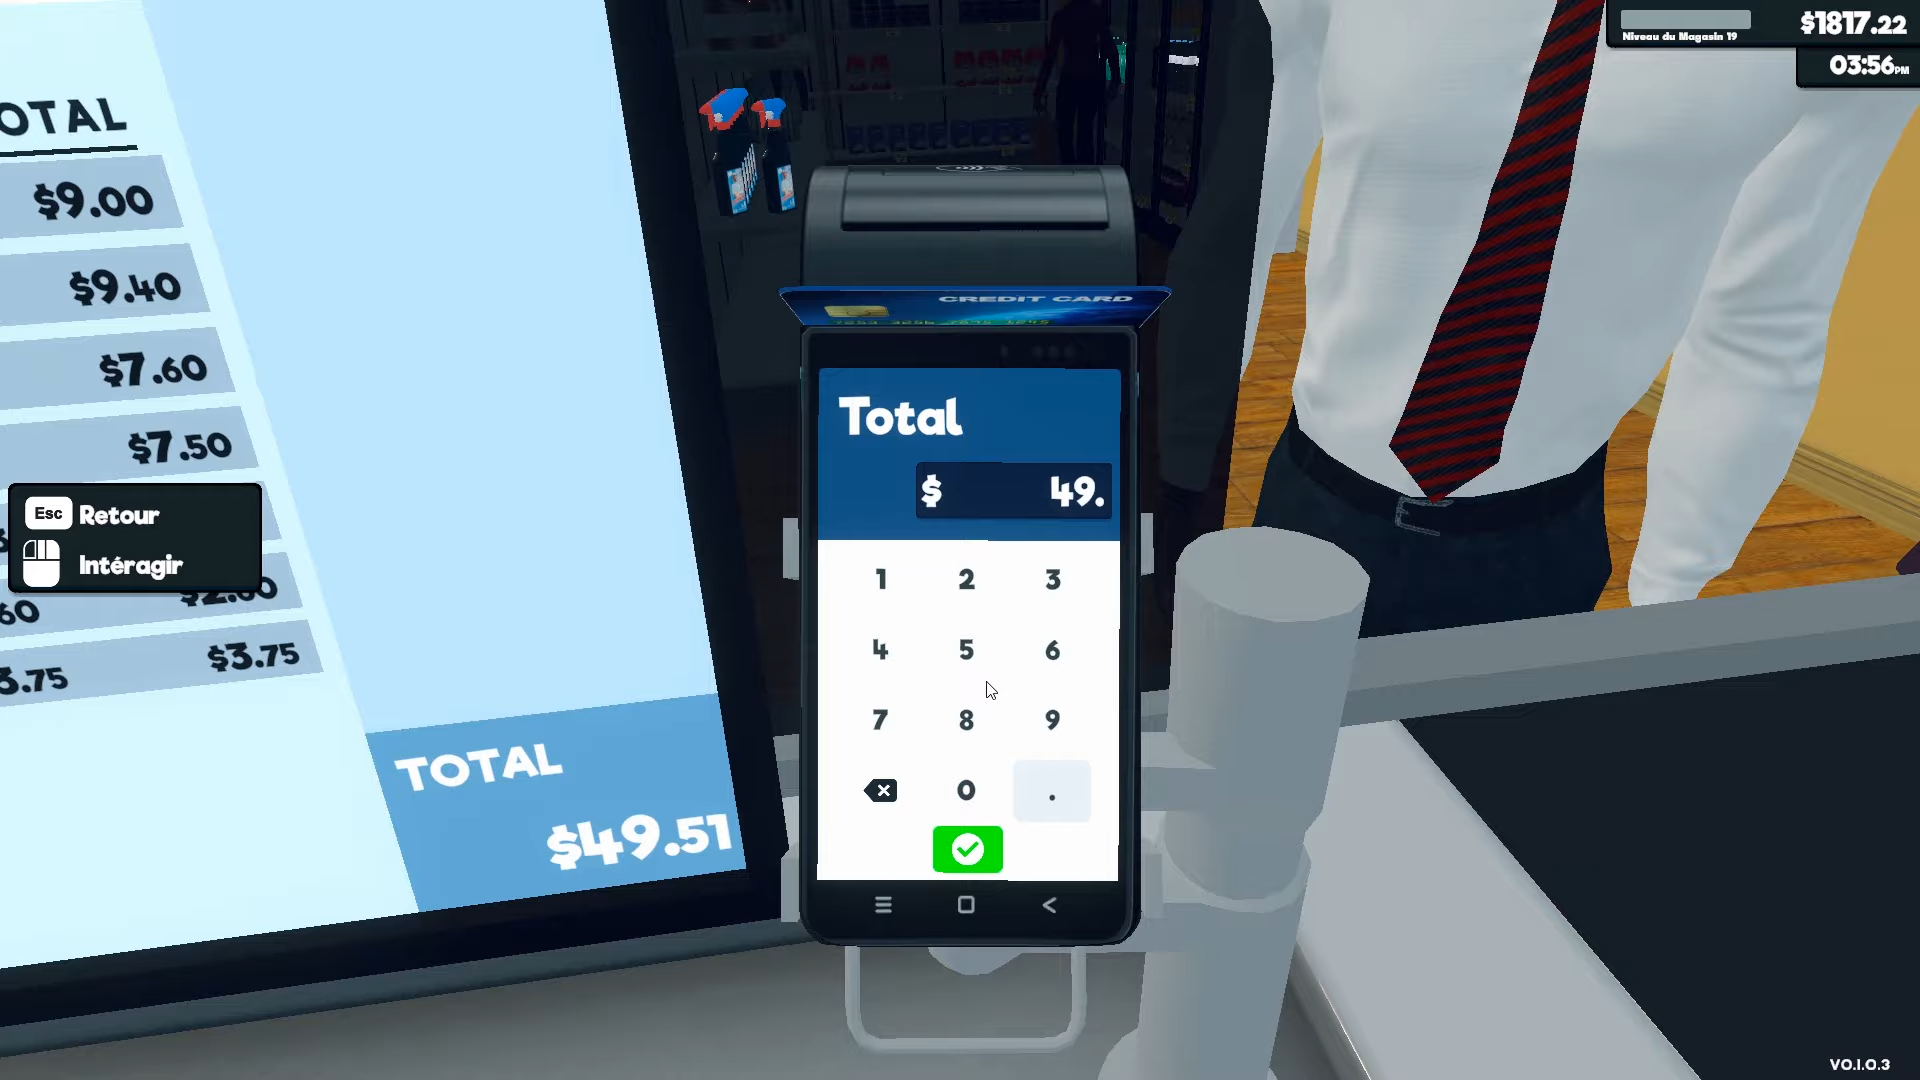 $1817.22
Niveau du Magasin 19
03:56PM
TOTAL
$9.00
$9.40
$7.60
$7.50
Esc Retour
Intéragir
$3.75
TOTAL
$49.51
CREDIT CARD
Total
$ 49.
1 2 3
4 5 6
7 8 9
0 .
V0.1.0.3